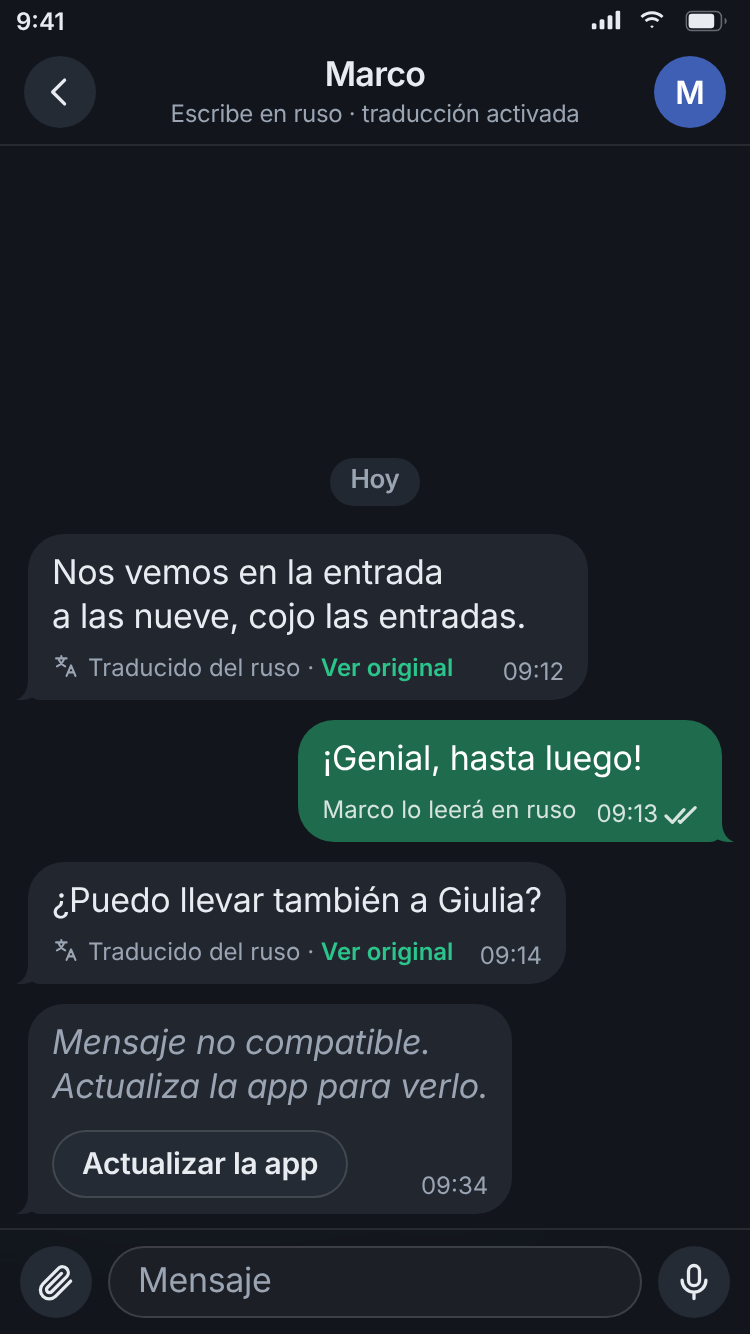 9:41
Marco
Escribe en ruso · traducción activada
M
Hoy
Nos vemos en la entrada
a las nueve, cojo las entradas.
Traducido del ruso · Ver original 09:12
¡Genial, hasta luego!
Marco lo leerá en ruso 09:13
¿Puedo llevar también a Giulia?
Traducido del ruso · Ver original 09:14
Mensaje no compatible.
Actualiza la app para verlo.
Actualizar la app
09:34
Mensaje